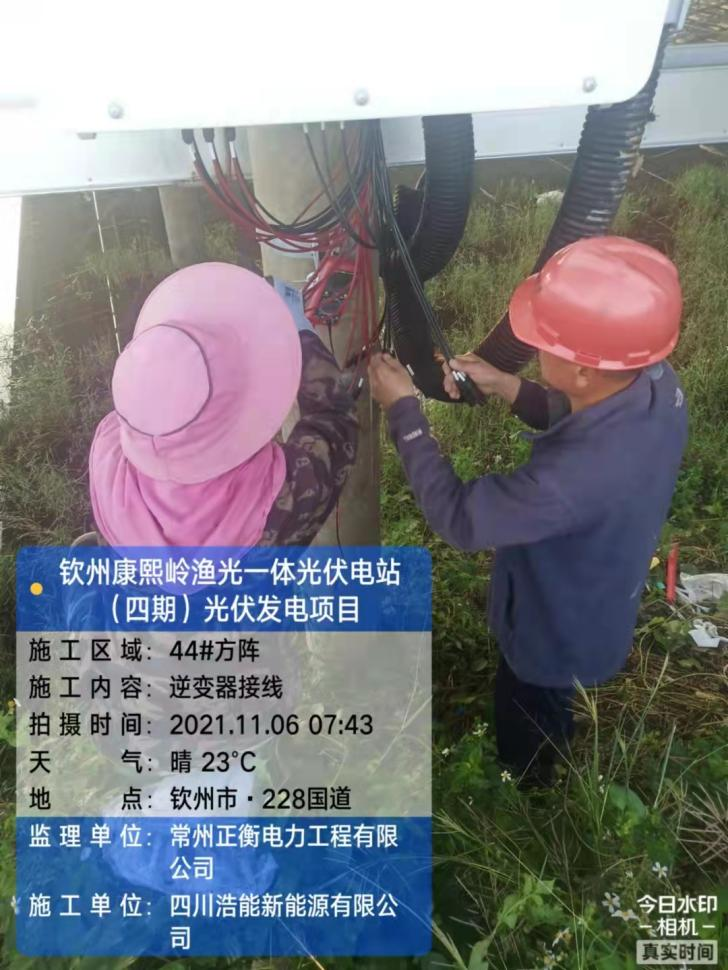 钦州康熙岭渔光一体光伏电站
（四期）光伏发电项目
施工区域：44#方阵
施工内容：逆变器接线
拍摄时间：2021.11.06 07:43
天气：晴 23℃
地点：钦州市·228国道
监理单位：常州正衡电力工程有限
公司
施工单位：四川浩能新能源有限公
司
今日水印
相机
真实时间